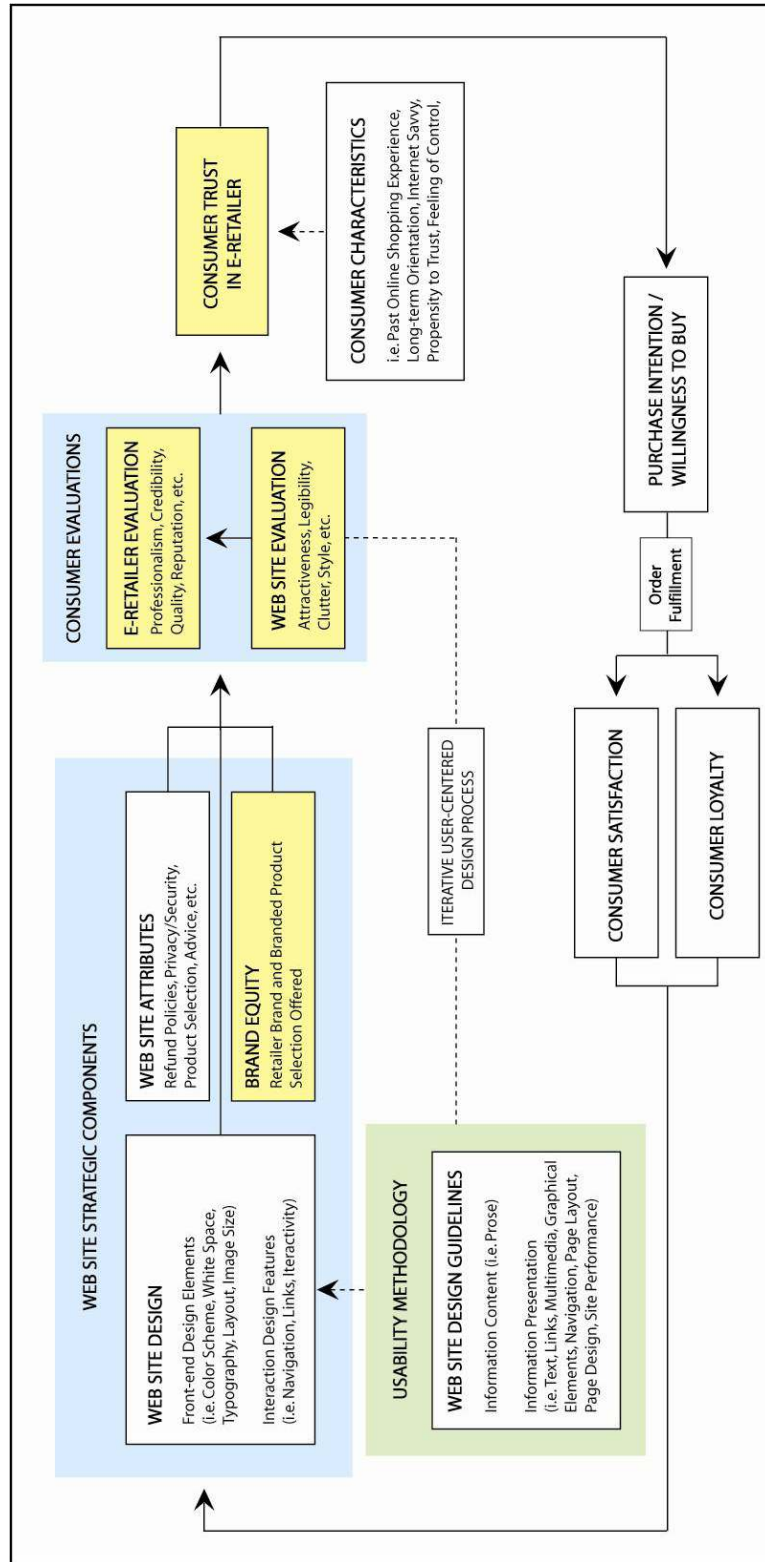 WEB SITE STRATEGIC COMPONENTS
WEB SITE DESIGN
Front-end Design Elements
(i.e. Color Scheme, White Space,
Typography, Layout, Image Size)
Interaction Design Features
(i.e. Navigation, Links, Iteractivity)
WEB SITE ATTRIBUTES
Refund Policies, Privacy/Security,
Product Selection, Advice, etc.
BRAND EQUITY
Retailer Brand and Branded Product
Selection Offered
CONSUMER EVALUATIONS
E-RETAILER EVALUATION
Professionalism, Credibility,
Quality, Reputation, etc.
WEB SITE EVALUATION
Attractiveness, Legibility,
Clutter, Style, etc.
CONSUMER TRUST
IN E-RETAILER
CONSUMER CHARACTERISTICS
i.e. Past Online Shopping Experience,
Long-term Orientation, Internet Savvy,
Propensity to Trust, Feeling of Control,
USABILITY METHODOLOGY
WEB SITE DESIGN GUIDELINES
Information Content (i.e. Prose)
Information Presentation
(i.e. Text, Links, Multimedia, Graphical
Elements, Navigation, Page Layout,
Page Design, Site Performance)
ITERATIVE USER-CENTERED
DESIGN PROCESS
CONSUMER SATISFACTION
CONSUMER LOYALTY
Order
Fulfillment
PURCHASE INTENTION /
WILLINGNESS TO BUY